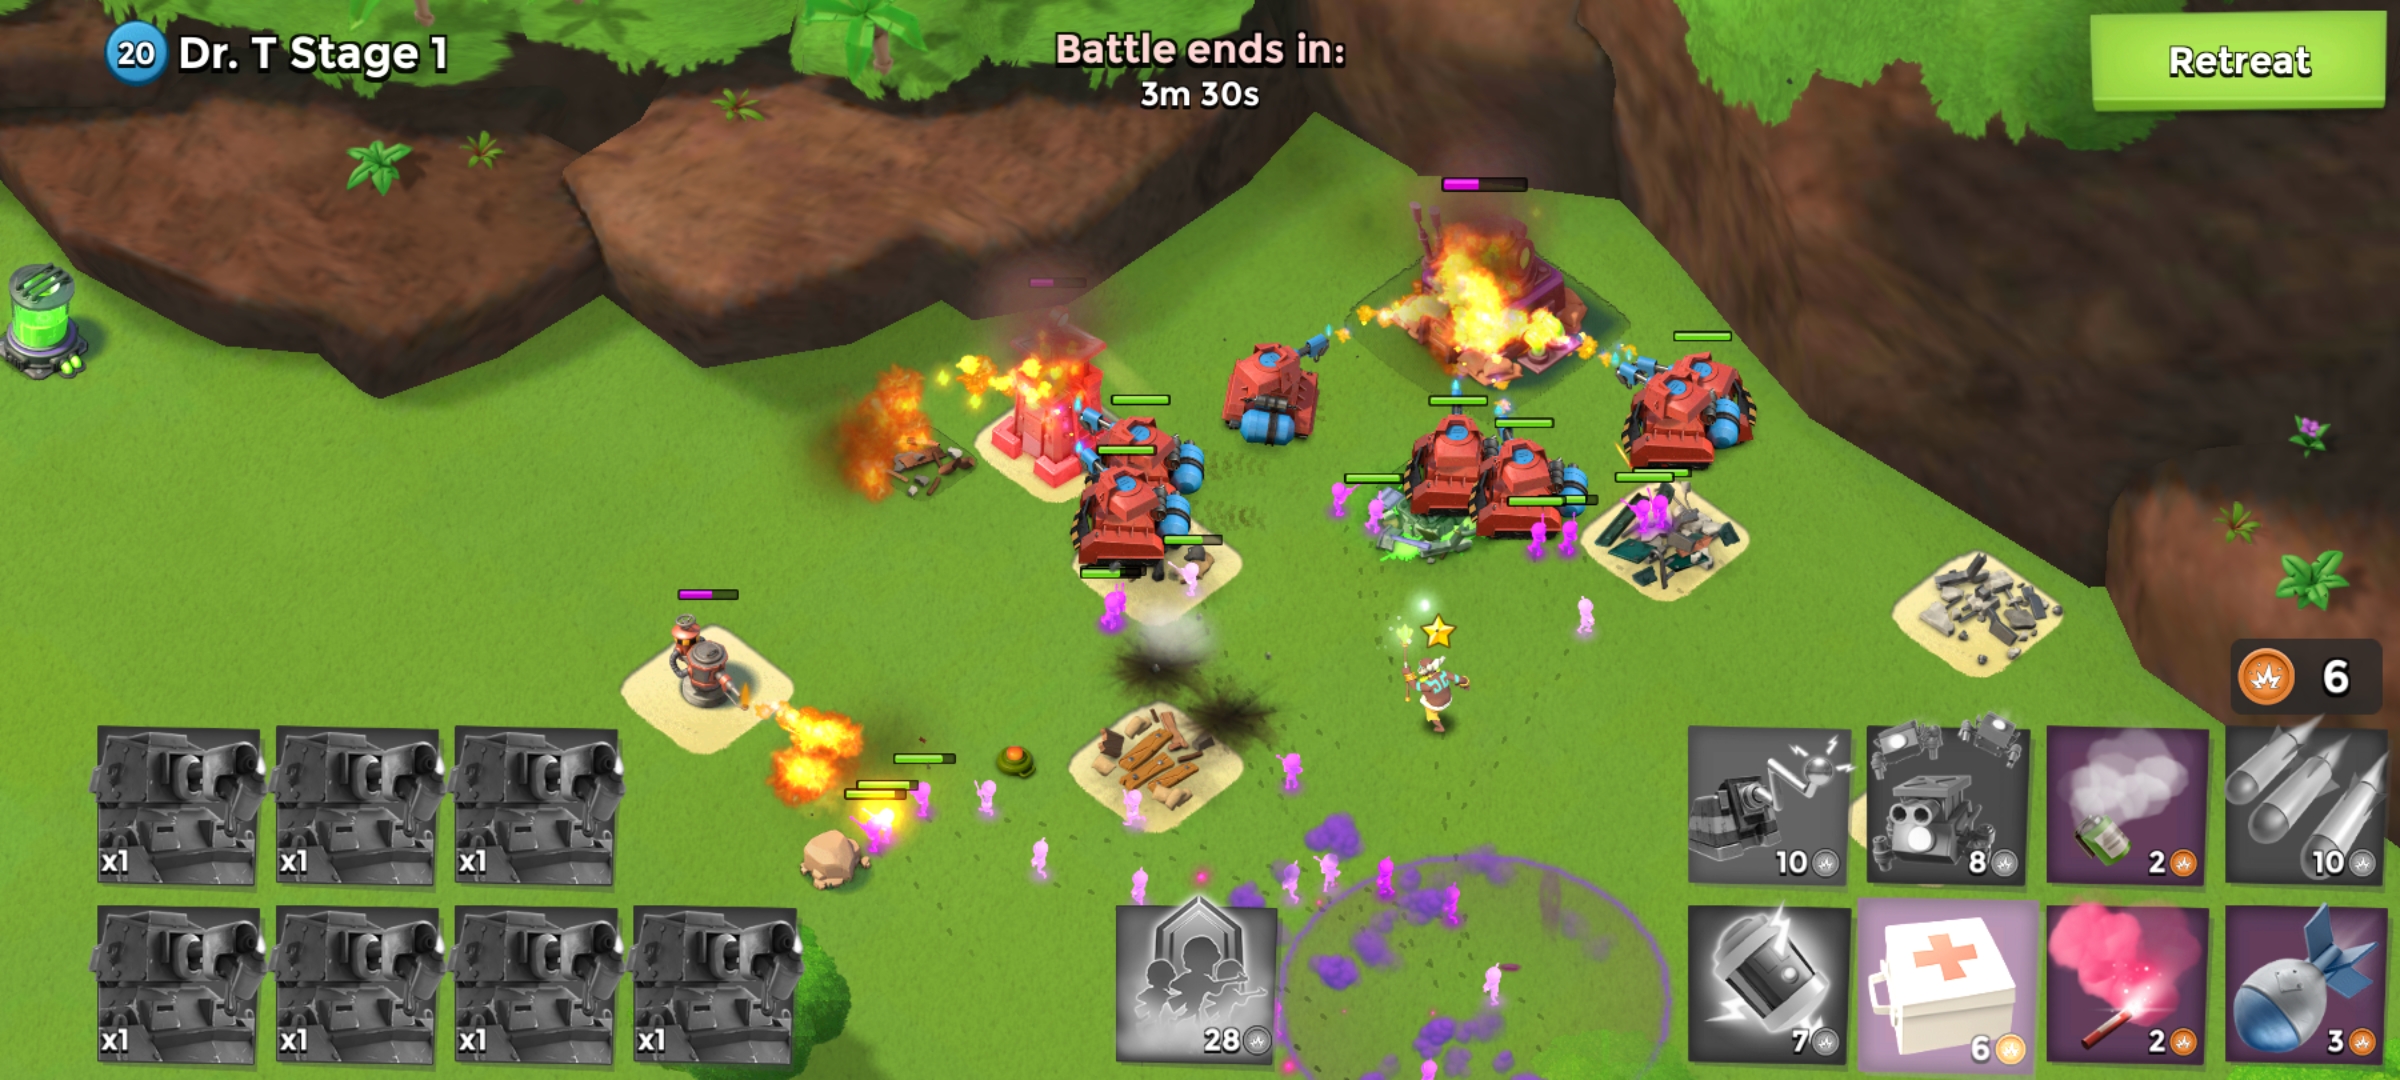 20 Dr. T Stage 1
Battle ends in:
3m 30s
Retreat
6
x1
x1
x1
10
8
2
10
x1
x1
x1
x1
28
7
6
2
3